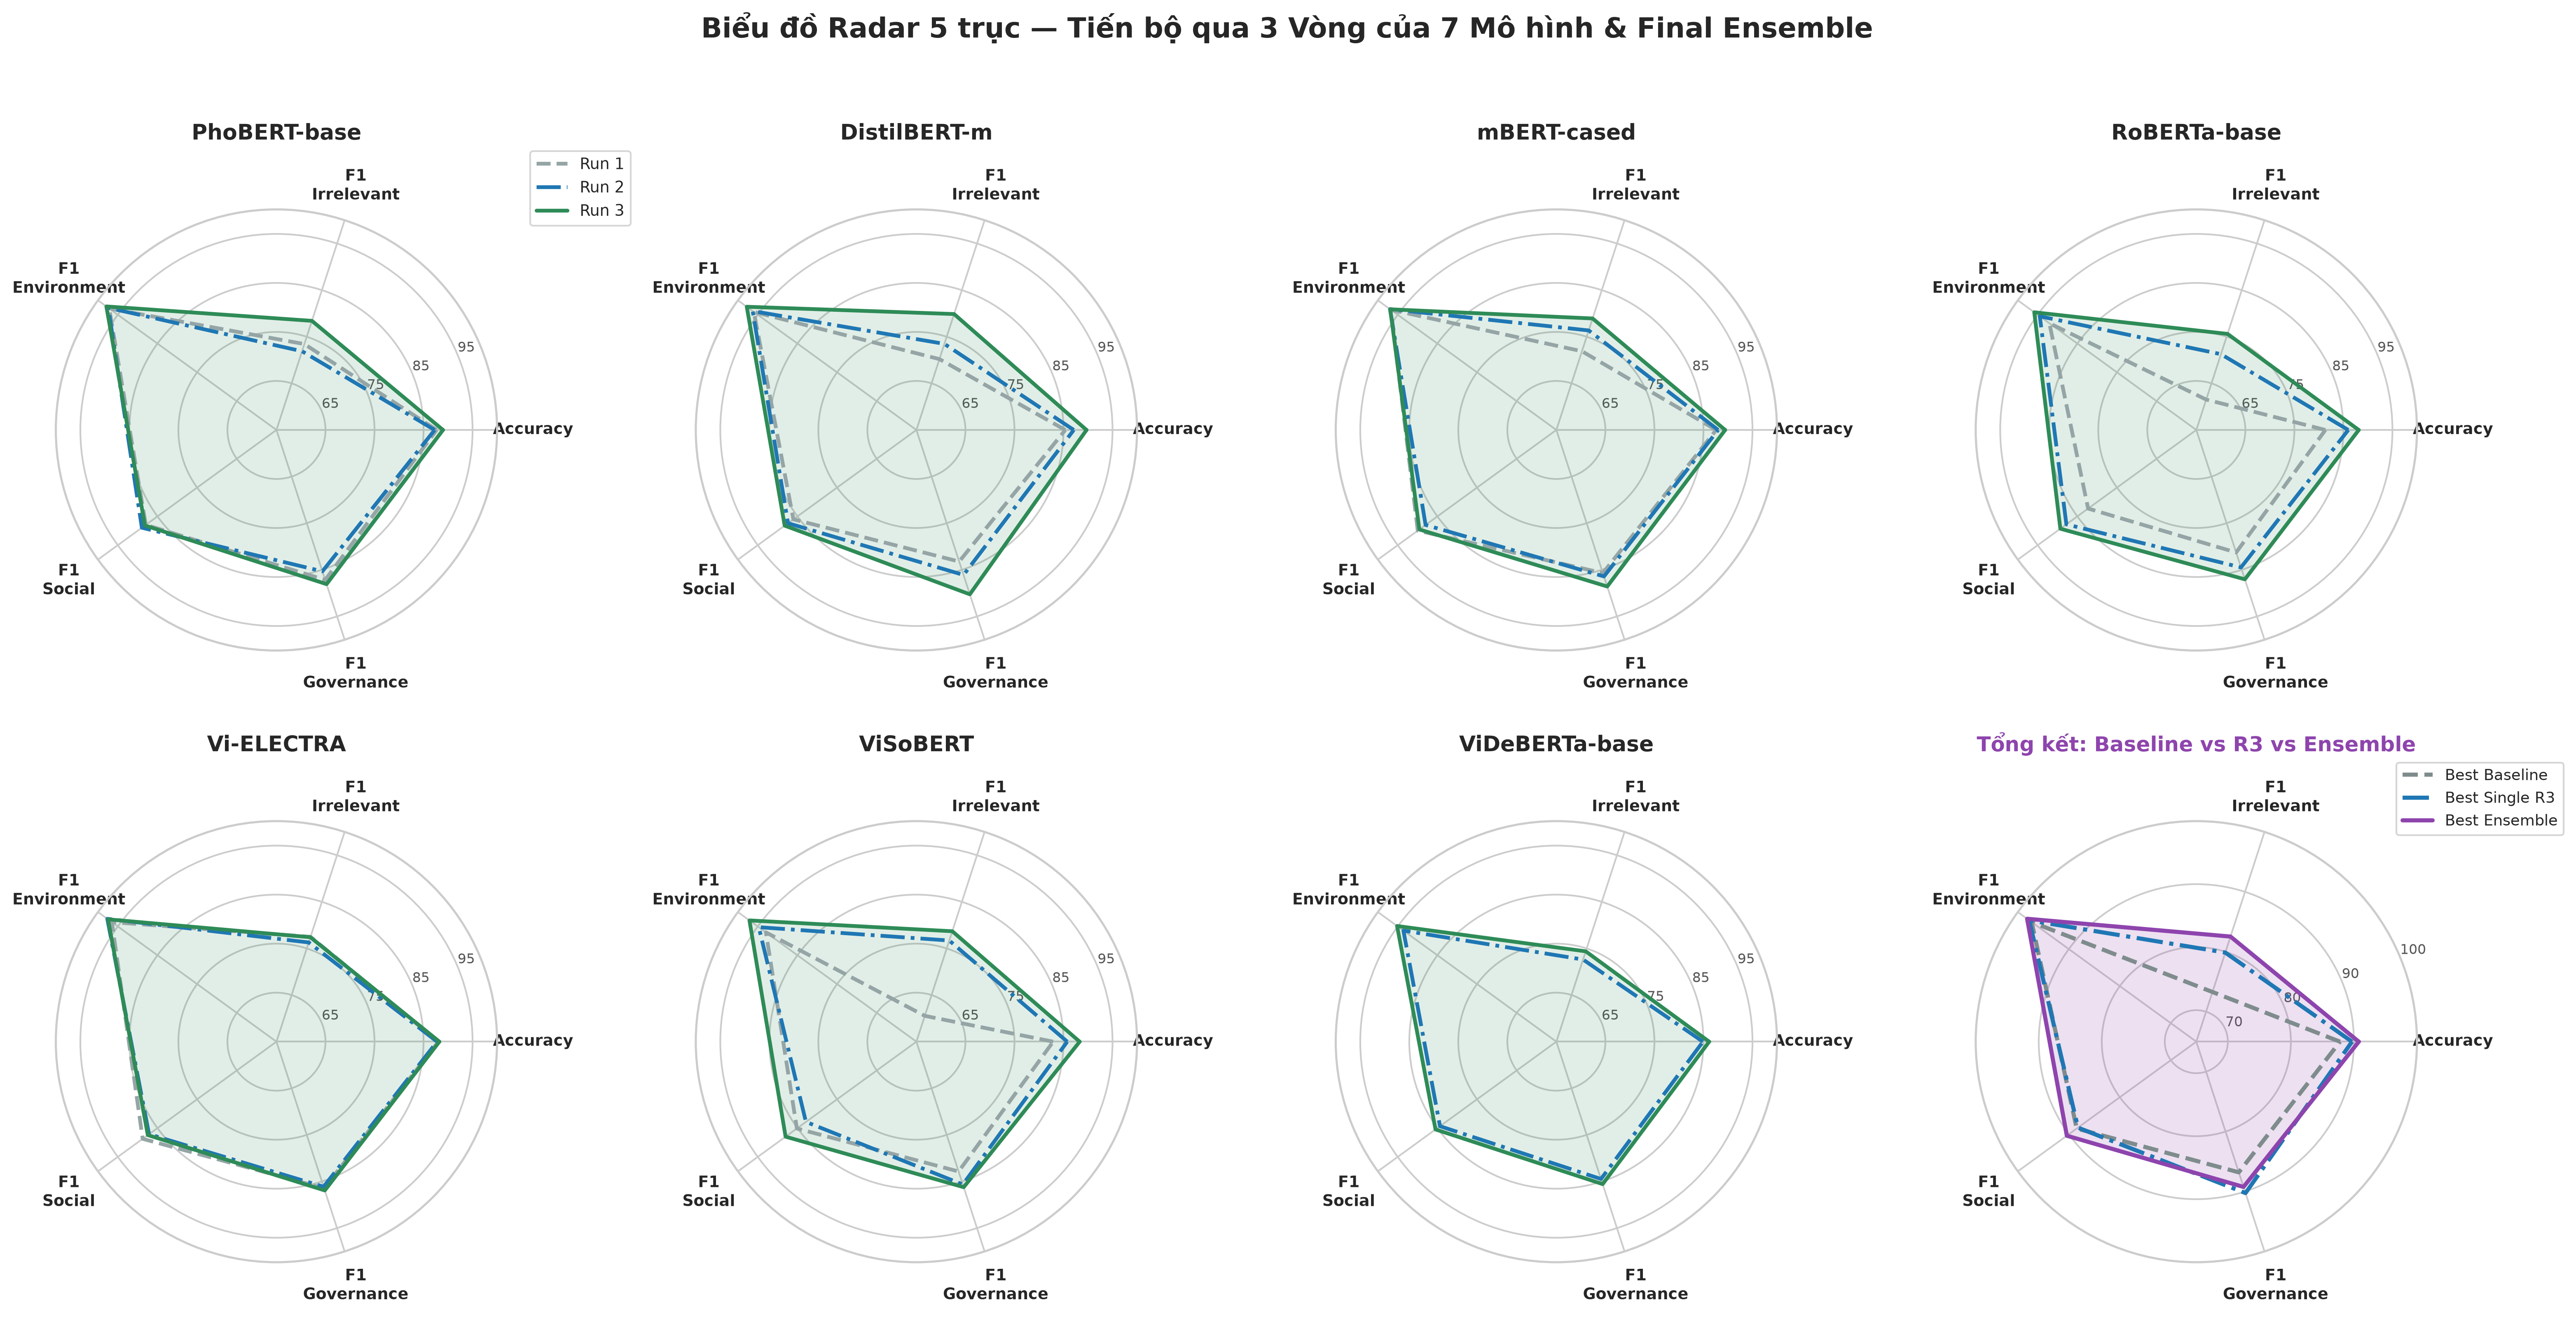 Biểu đồ Radar 5 trục — Tiến bộ qua 3 Vòng của 7 Mô hình & Final Ensemble
PhoBERT-base
F1
Irrelevant
F1
Environment
95
85
75
65
Accuracy
F1
Social
F1
Governance
Run 1
Run 2
Run 3
DistilBERT-m
F1
Irrelevant
F1
Environment
95
85
75
65
Accuracy
F1
Social
F1
Governance
mBERT-cased
F1
Irrelevant
F1
Environment
95
85
75
65
Accuracy
F1
Social
F1
Governance
RoBERTa-base
F1
Irrelevant
F1
Environment
95
85
75
65
Accuracy
F1
Social
F1
Governance
Vi-ELECTRA
F1
Irrelevant
F1
Environment
95
85
75
65
Accuracy
F1
Social
F1
Governance
ViSoBERT
F1
Irrelevant
F1
Environment
95
85
75
65
Accuracy
F1
Social
F1
Governance
ViDeBERTa-base
F1
Irrelevant
F1
Environment
95
85
75
65
Accuracy
F1
Social
F1
Governance
Tổng kết: Baseline vs R3 vs Ensemble
Best Baseline
Best Single R3
Best Ensemble
F1
Irrelevant
F1
Environment
100
90
80
70
Accuracy
F1
Social
F1
Governance